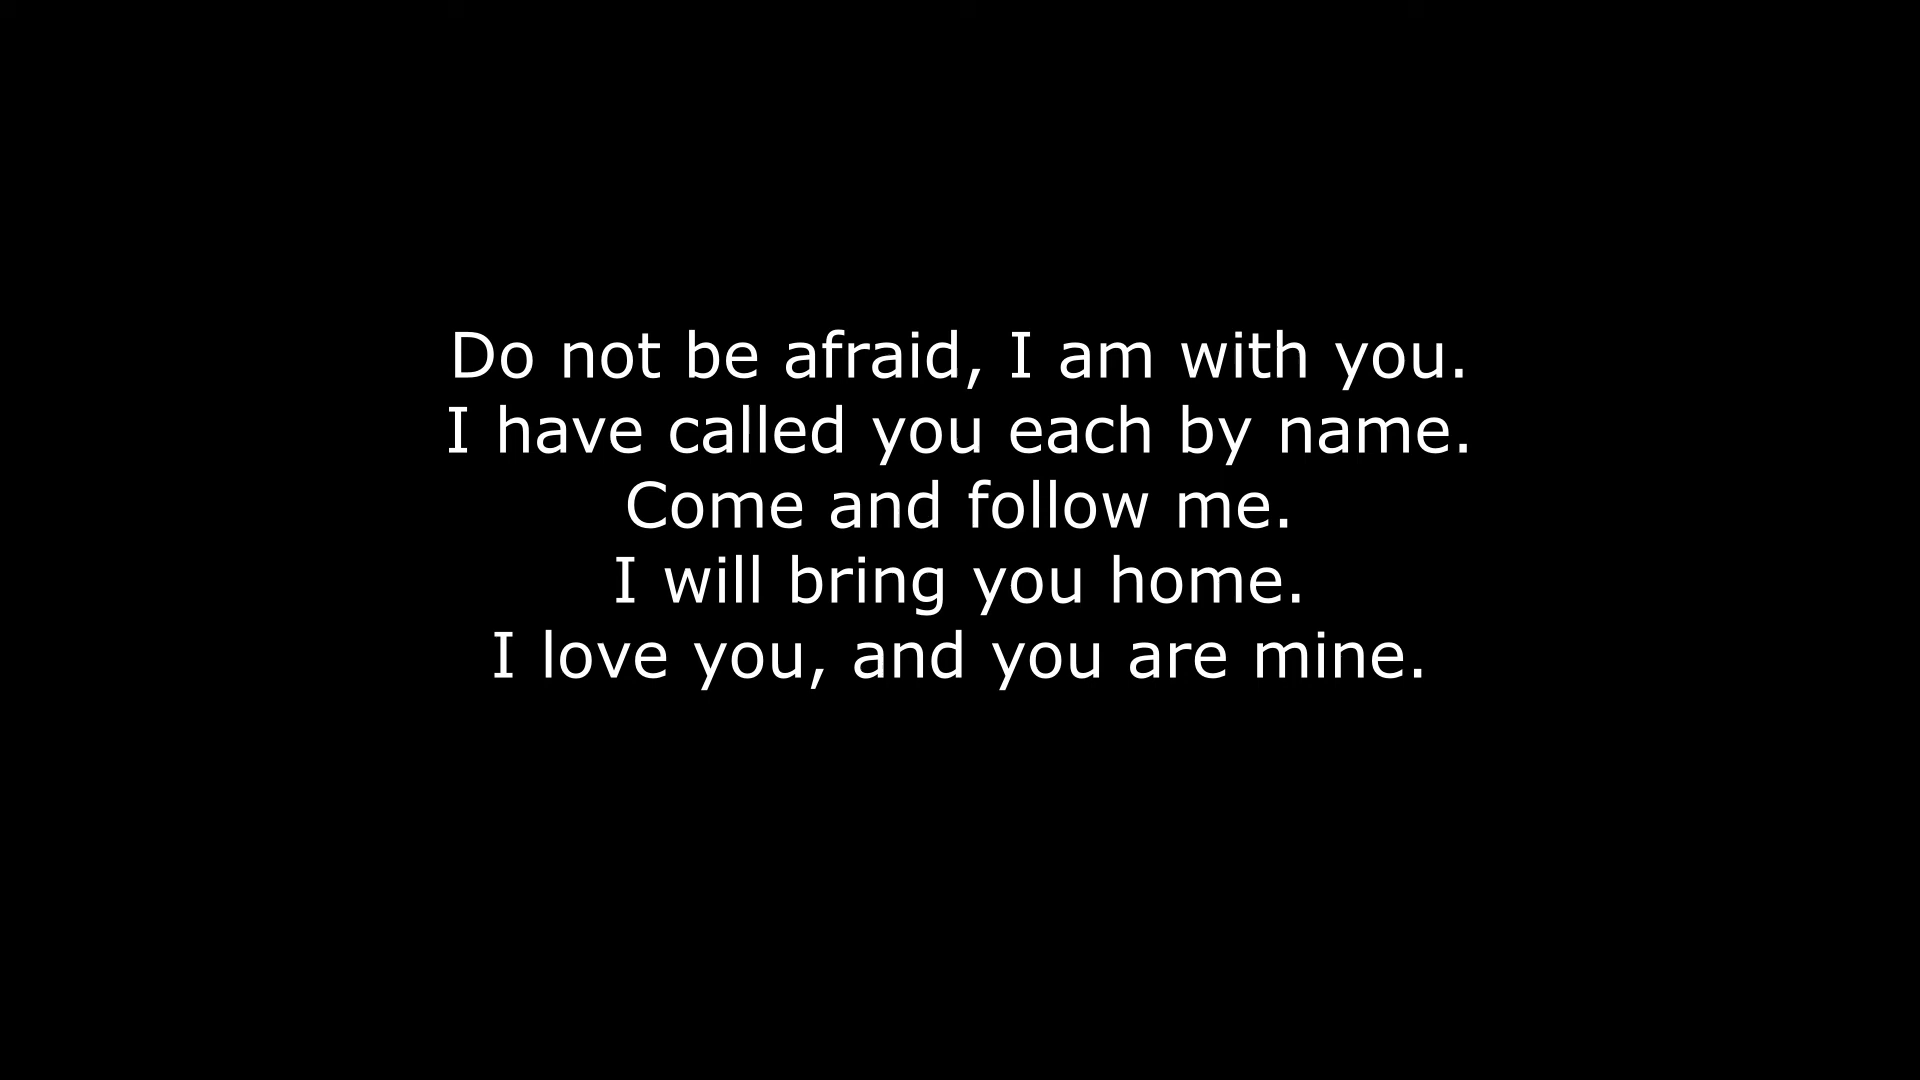 Do not be afraid, I am with you.
I have called you each by name.
Come and follow me.
I will bring you home.
I love you, and you are mine.